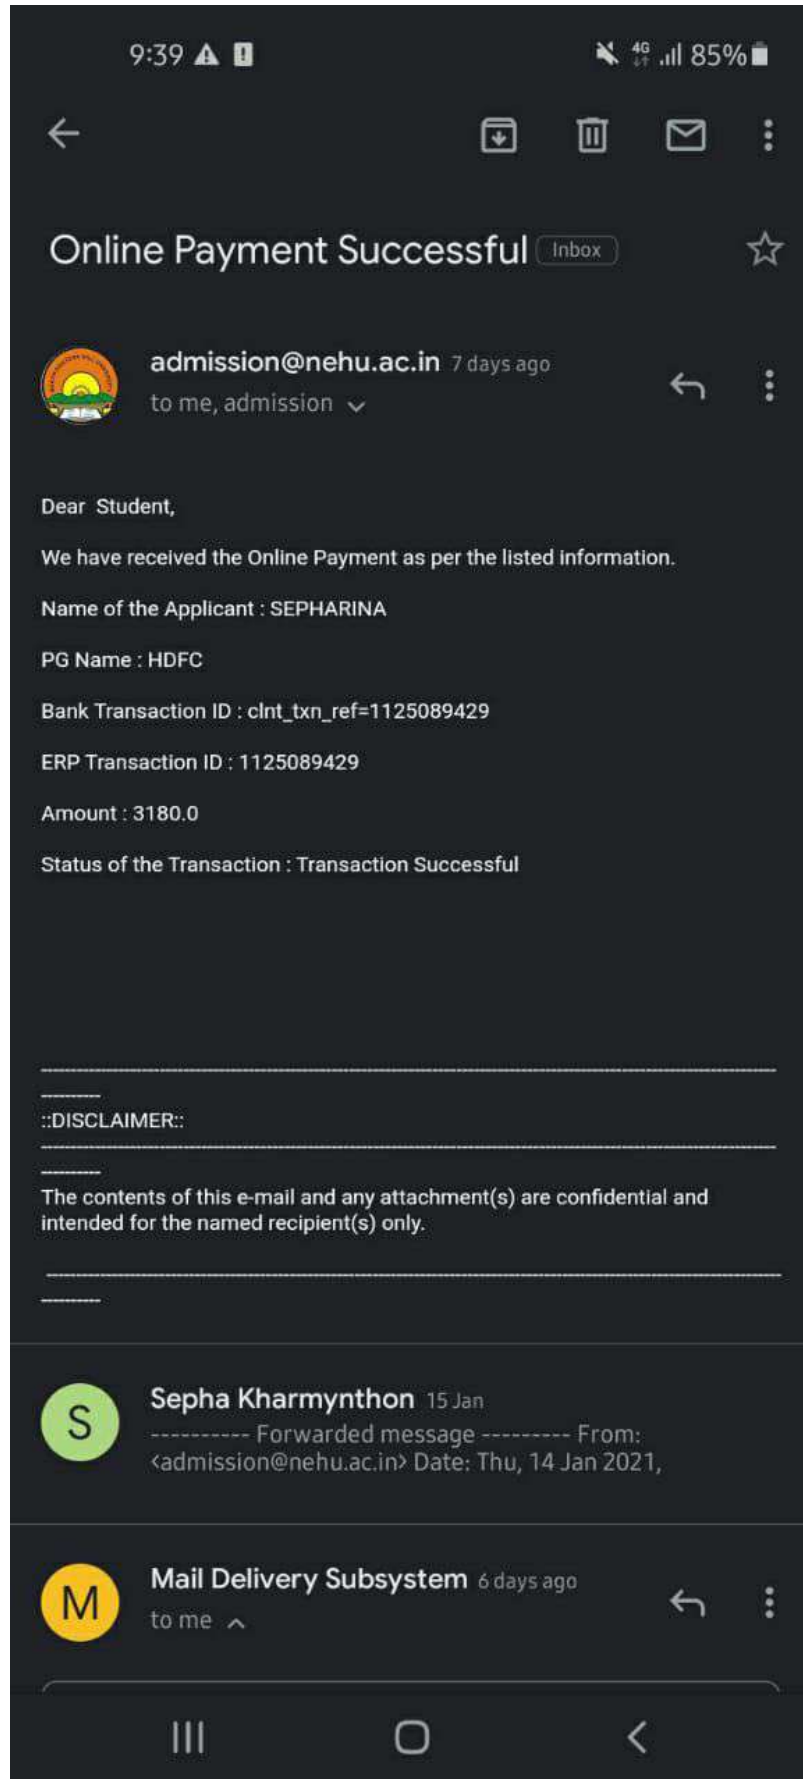 9:39
4G .ıll 85%
Online Payment Successful Inbox
admission@nehu.ac.in 7 days ago
to me, admission
Dear  Student,
We have received the Online Payment as per the listed information.
Name of the Applicant : SEPHARINA
PG Name : HDFC
Bank Transaction ID : clnt_txn_ref=1125089429
ERP Transaction ID : 1125089429
Amount : 3180.0
Status of the Transaction : Transaction Successful
::DISCLAIMER::
The contents of this e-mail and any attachment(s) are confidential and
intended for the named recipient(s) only.
S
Sepha Kharmynthon 15 Jan
---------- Forwarded message --------- From:
<admission@nehu.ac.in> Date: Thu, 14 Jan 2021,
M
Mail Delivery Subsystem 6 days ago
to me